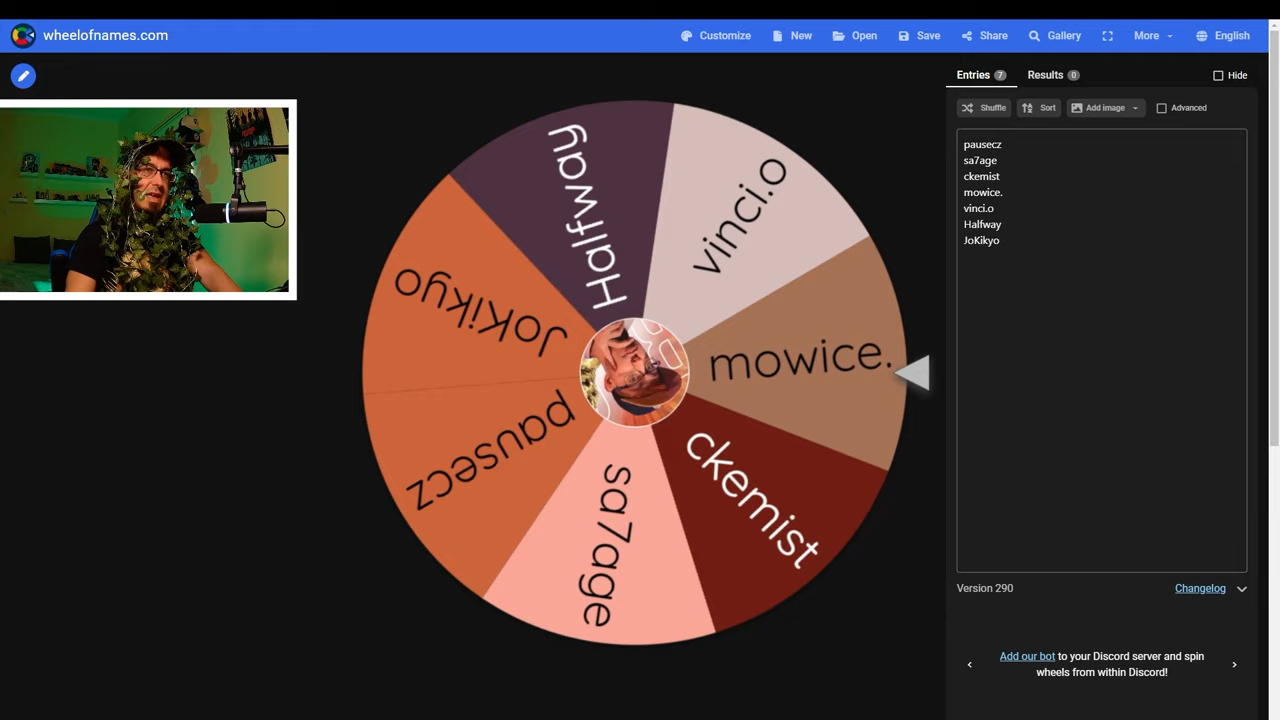 wheelofnames.com
Customize New Open Save Share Gallery More English
Entries 7 Results 0 Hide
Shuffle Sort Add image Advanced
pausecz
sa7age
ckemist
mowice.
vinci.o
Halfway
JoKikyo
Halfway
vinci.o
mowice.
ckemist
sa7age
pausecz
JoKikyo
Version 290 Changelog
Add our bot to your Discord server and spin
wheels from within Discord!